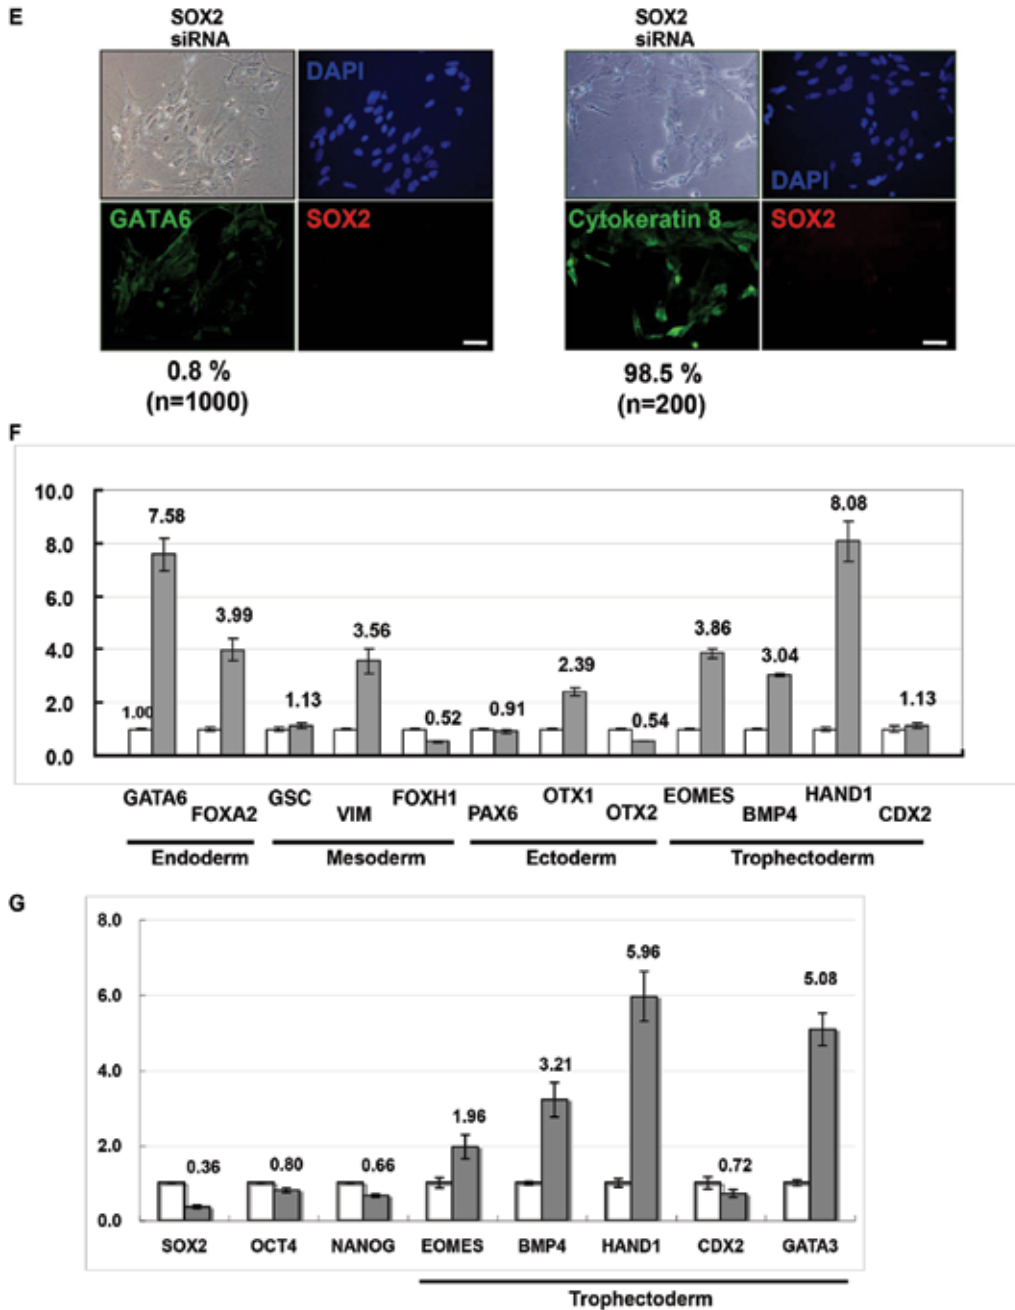 E
SOX2
siRNA
SOX2
siRNA
DAPI
DAPI
GATA6
SOX2
Cytokeratin 8
SOX2
0.8 %
(n=1000)
98.5 %
(n=200)
F
10.0
8.0
6.0
4.0
2.0
0.0
1.00
7.58
3.99
1.13
3.56
0.52
0.91
2.39
0.54
3.86
3.04
8.08
1.13
GATA6
FOXA2
GSC
VIM
FOXH1
PAX6
OTX1
OTX2
EOMES
BMP4
HAND1
CDX2
Endoderm
Mesoderm
Ectoderm
Trophectoderm
G
8.0
6.0
4.0
2.0
0.0
0.36
0.80
0.66
1.96
3.21
5.96
0.72
5.08
SOX2
OCT4
NANOG
EOMES
BMP4
HAND1
CDX2
GATA3
Trophectoderm